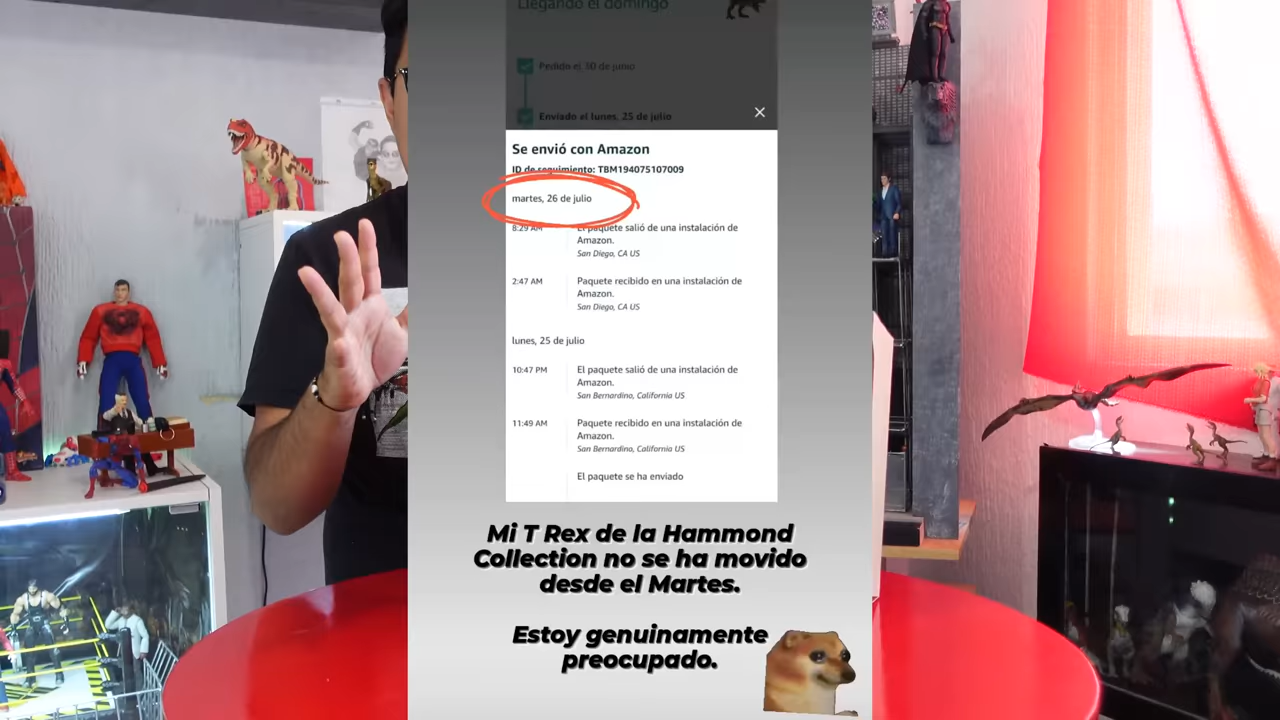 Llegando el domingo
Pedido el 30 de junio
Enviado el lunes, 25 de julio
Se envió con Amazon
ID de seguimiento: TBM194075107009
martes, 26 de julio
8:29 AM El paquete salió de una instalación de
Amazon.
San Diego, CA US
2:47 AM Paquete recibido en una instalación de
Amazon.
San Diego, CA US
lunes, 25 de julio
10:47 PM El paquete salió de una instalación de
Amazon.
San Bernardino, California US
11:49 AM Paquete recibido en una instalación de
Amazon.
San Bernardino, California US
El paquete se ha enviado
Mi T Rex de la Hammond
Collection no se ha movido
desde el Martes.
Estoy genuinamente
preocupado.